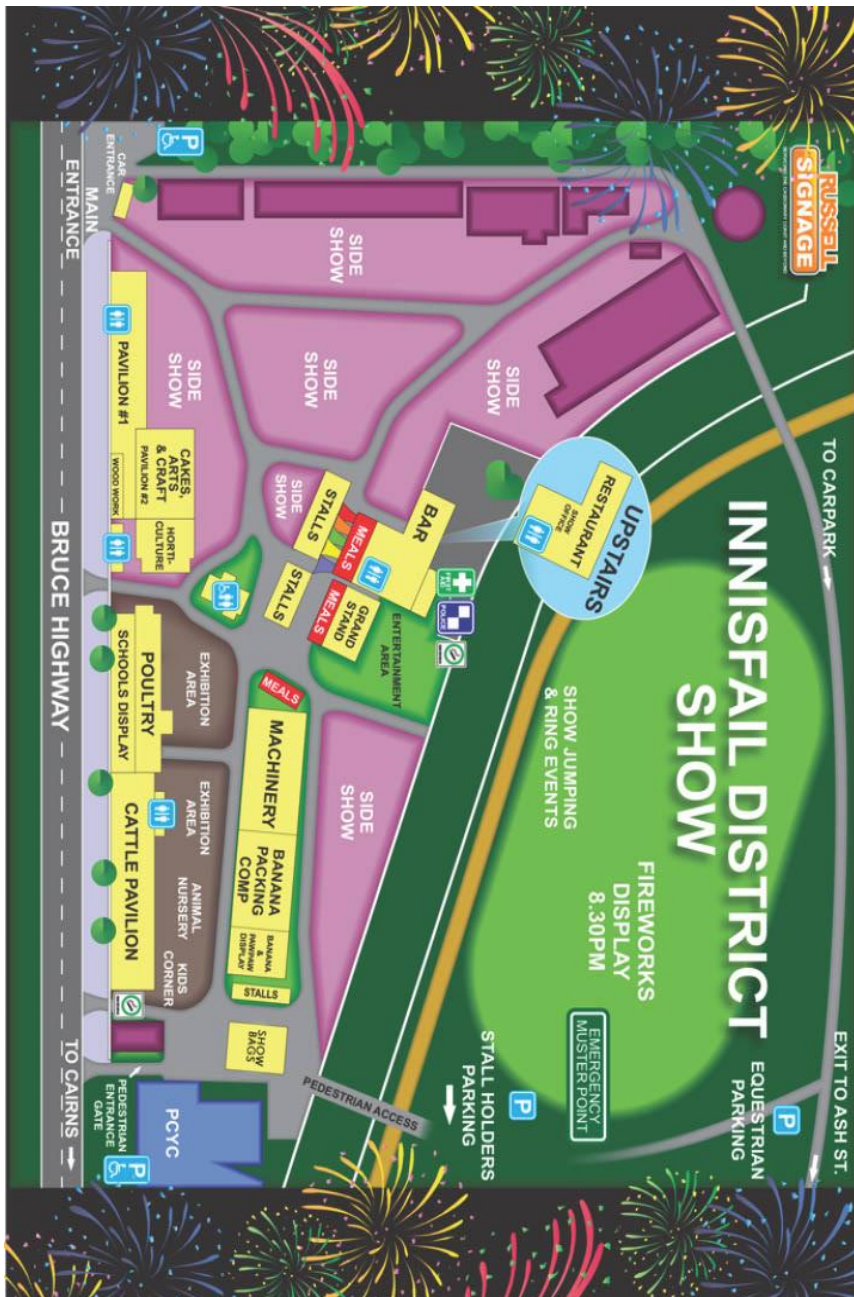 RUSSELL
SIGNAGE
TO CARPARK
EXIT TO ASH ST.
INNISFAIL DISTRICT
SHOW
EQUESTRIAN
PARKING
P
FIREWORKS
DISPLAY
8.30PM
EMERGENCY
MUSTER POINT
SHOW JUMPING
& RING EVENTS
P
STALL HOLDERS
PARKING
UPSTAIRS
RESTAURANT
SHOW
OFFICE
SIDE
SHOW
SIDE
SHOW
SIDE
SHOW
SIDE
SHOW
SIDE
SHOW
SIDE
SHOW
BAR
FIRST
AID
POLICE
ENTERTAINMENT
AREA
GRAND
STAND
MEALS
MEALS
STALLS
STALLS
MEALS
MACHINERY
BANANA
PACKING
COMP
BANANA
&
PAWPAW
DISPLAY
STALLS
SHOW
BAGS
PEDESTRIAN ACCESS
EXHIBITION
AREA
EXHIBITION
AREA
ANIMAL
NURSERY
KIDS
CORNER
CAKES,
ARTS
& CRAFT
PAVILION #2
HORTI-
CULTURE
PAVILION #1
WOOD WORK
POULTRY
SCHOOLS DISPLAY
CATTLE PAVILION
PCYC
P
CAR
ENTRANCE
MAIN
ENTRANCE
BRUCE HIGHWAY
PEDESTRIAN
ENTRANCE
GATE
P
TO CAIRNS